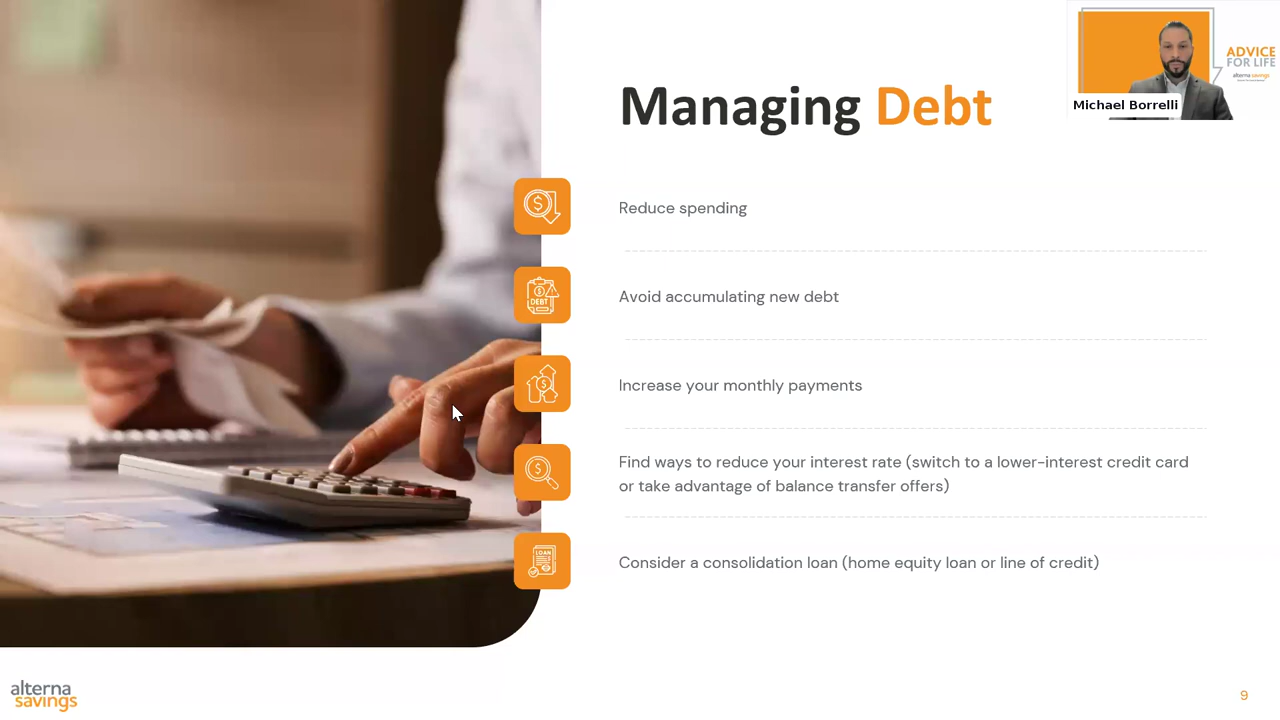 Managing Debt
ADVICE
FOR LIFE
alterna savings
Michael Borrelli
Reduce spending
DEBT
Avoid accumulating new debt
Increase your monthly payments
Find ways to reduce your interest rate (switch to a lower-interest credit card
or take advantage of balance transfer offers)
LOAN
Consider a consolidation loan (home equity loan or line of credit)
alterna
savings
9